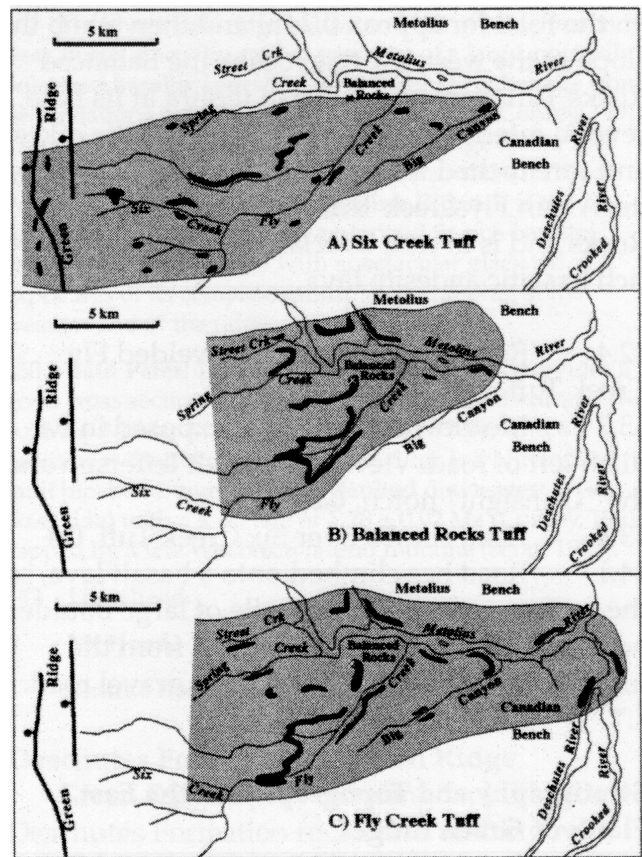 5 km
Metolius
Bench
Street Crk
Metolius
River
Spring
Creek
Balanced
Rocks
Ridge
Creek
Big
Canyon
Canadian
Bench
Six
Creek
Fly
Green
Deschutes
River
Crooked
River
A) Six Creek Tuff
5 km
Metolius
Bench
Street Crk
Metolius
River
Spring
Creek
Balanced
Rocks
Ridge
Creek
Big
Canyon
Canadian
Bench
Six
Creek
Fly
Green
Deschutes
River
Crooked
River
B) Balanced Rocks Tuff
5 km
Metolius
Bench
Street Crk
Metolius
River
Spring
Creek
Balanced
Rocks
Ridge
Creek
Big
Canyon
Canadian
Bench
Six
Creek
Fly
Green
Deschutes
River
Crooked
River
C) Fly Creek Tuff